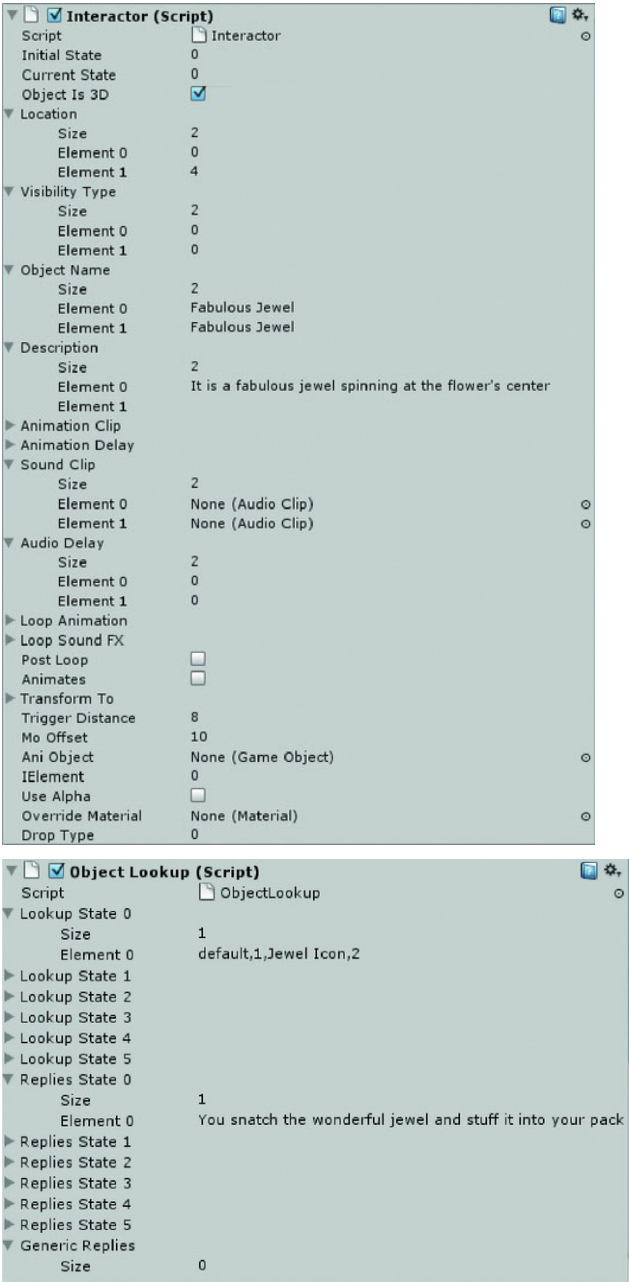 Interactor (Script)
Script Interactor
Initial State 0
Current State 0
Object Is 3D
Location
Size 2
Element 0 0
Element 1 4
Visibility Type
Size 2
Element 0 0
Element 1 0
Object Name
Size 2
Element 0 Fabulous Jewel
Element 1 Fabulous Jewel
Description
Size 2
Element 0 It is a fabulous jewel spinning at the flower's center
Element 1
Animation Clip
Animation Delay
Sound Clip
Size 2
Element 0 None (Audio Clip)
Element 1 None (Audio Clip)
Audio Delay
Size 2
Element 0 0
Element 1 0
Loop Animation
Loop Sound FX
Post Loop
Animates
Transform To
Trigger Distance 8
Mo Offset 10
Ani Object None (Game Object)
IElement 0
Use Alpha
Override Material None (Material)
Drop Type 0
Object Lookup (Script)
Script ObjectLookup
Lookup State 0
Size 1
Element 0 default,1,Jewel Icon,2
Lookup State 1
Lookup State 2
Lookup State 3
Lookup State 4
Lookup State 5
Replies State 0
Size 1
Element 0 You snatch the wonderful jewel and stuff it into your pack
Replies State 1
Replies State 2
Replies State 3
Replies State 4
Replies State 5
Generic Replies
Size 0